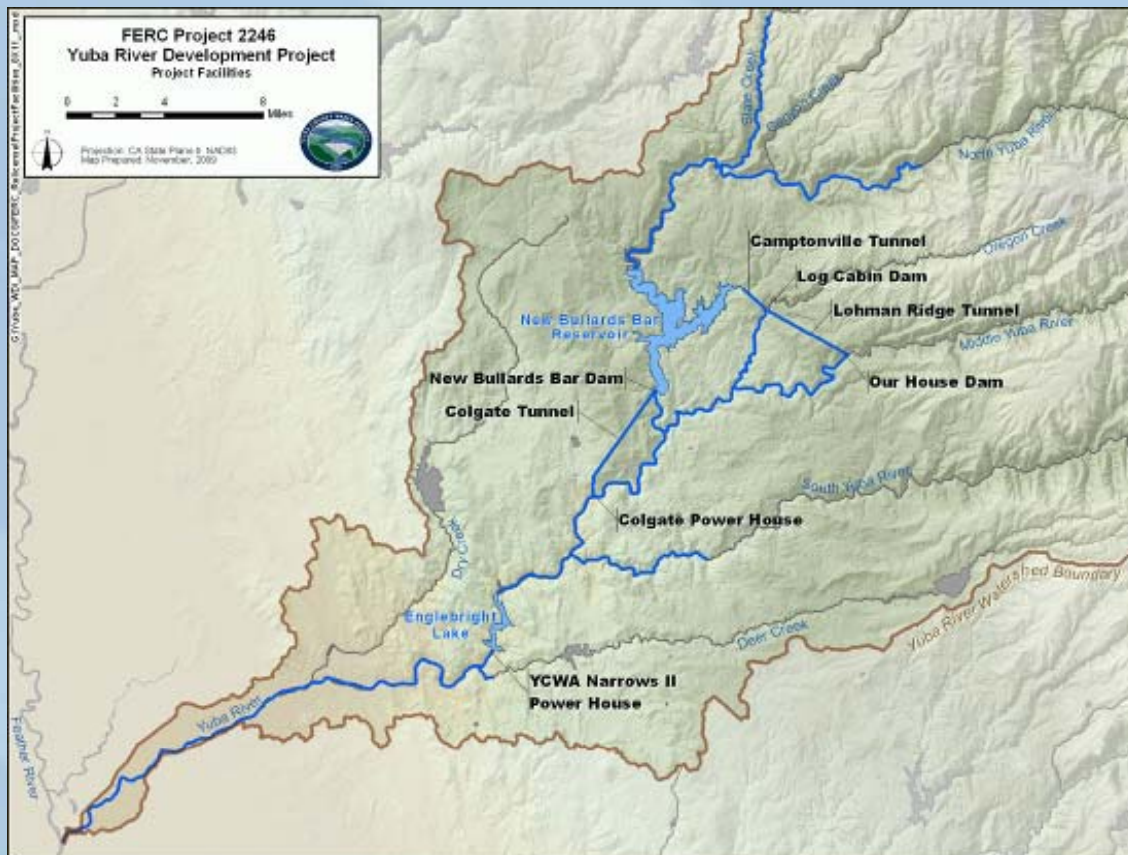 FERC Project 2246
Yuba River Development Project
Project Facilities
0 2 4 8
Miles
Projection: CA State Plane II NAD83
Map Prepared: November, 2009
Slate Creek
Canyon Creek
North Yuba River
Camptonville Tunnel
Oregon Creek
Log Cabin Dam
Lohman Ridge Tunnel
New Bullards Bar
Reservoir
Middle Yuba River
New Bullards Bar Dam
Our House Dam
Colgate Tunnel
South Yuba River
Colgate Power House
Dry Creek
Yuba River Watershed Boundary
Englebright
Lake
Deer Creek
YCWA Narrows II
Power House
Yuba River
Feather River